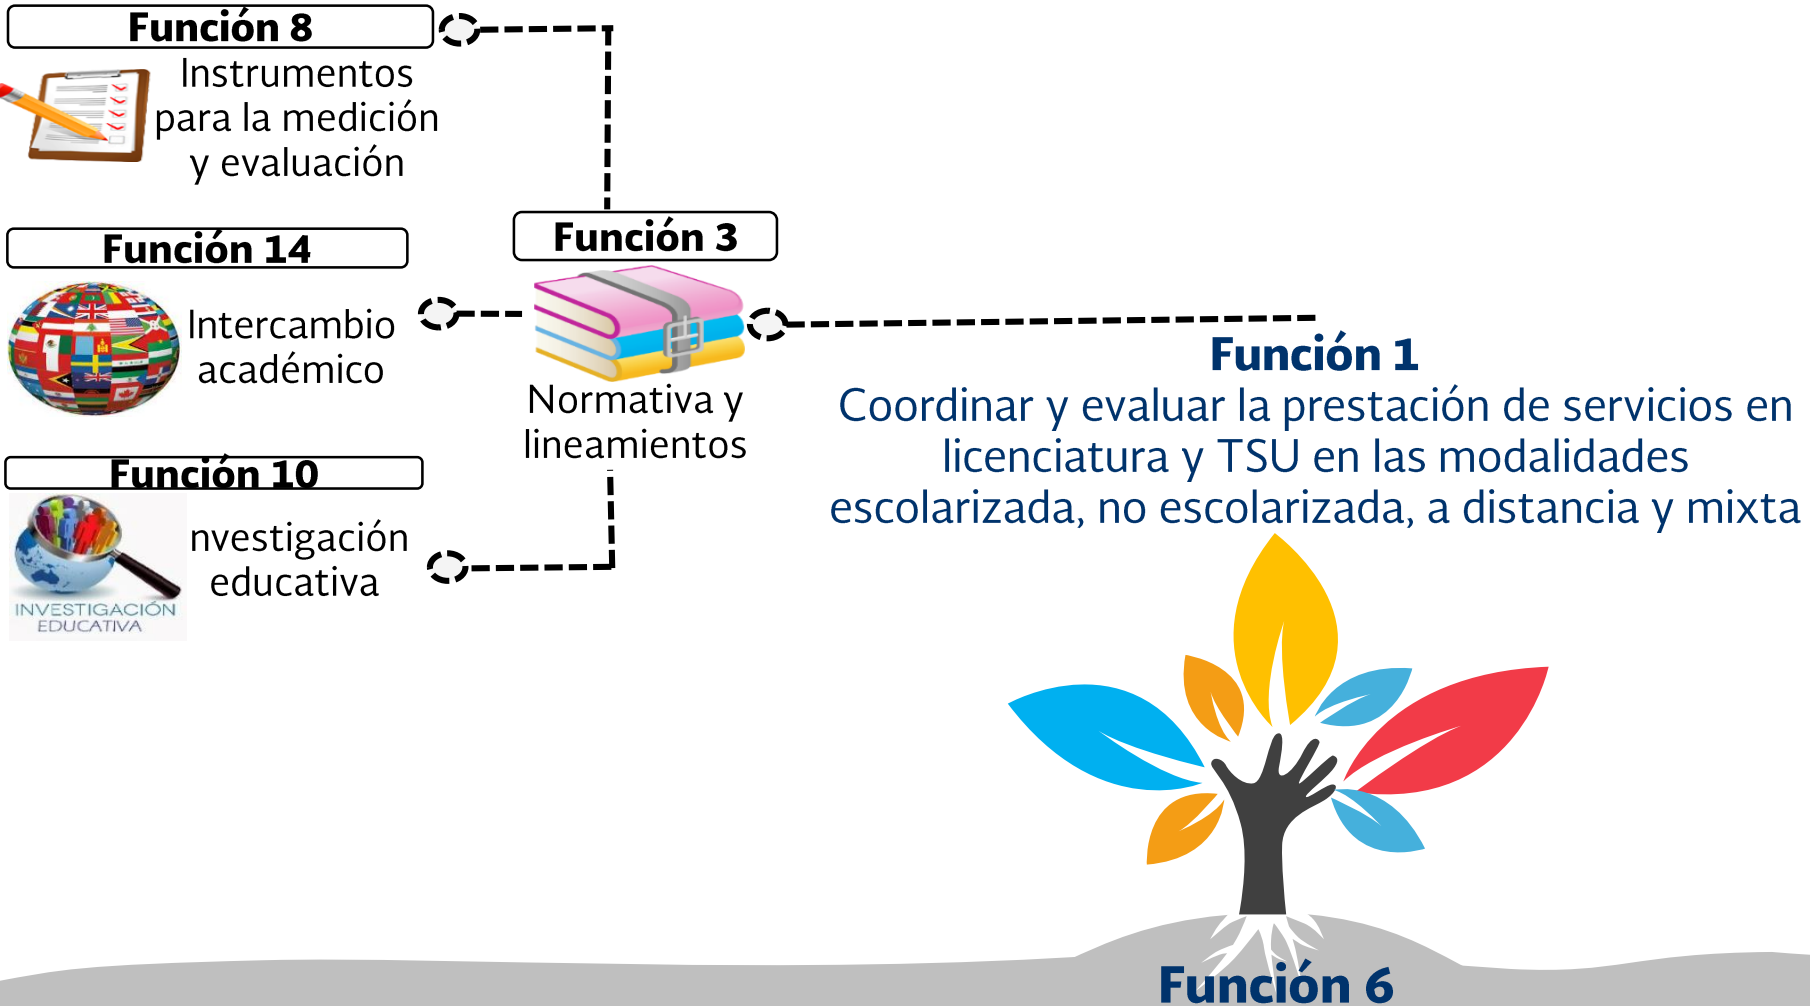 Función 8
Instrumentos
para la medición
y evaluación
Función 14
Intercambio
académico
Función 10
nvestigación
educativa
INVESTIGACIÓN
EDUCATIVA
Función 3
Normativa y
lineamientos
Función 1
Coordinar y evaluar la prestación de servicios en
licenciatura y TSU en las modalidades
escolarizada, no escolarizada, a distancia y mixta
Función 6